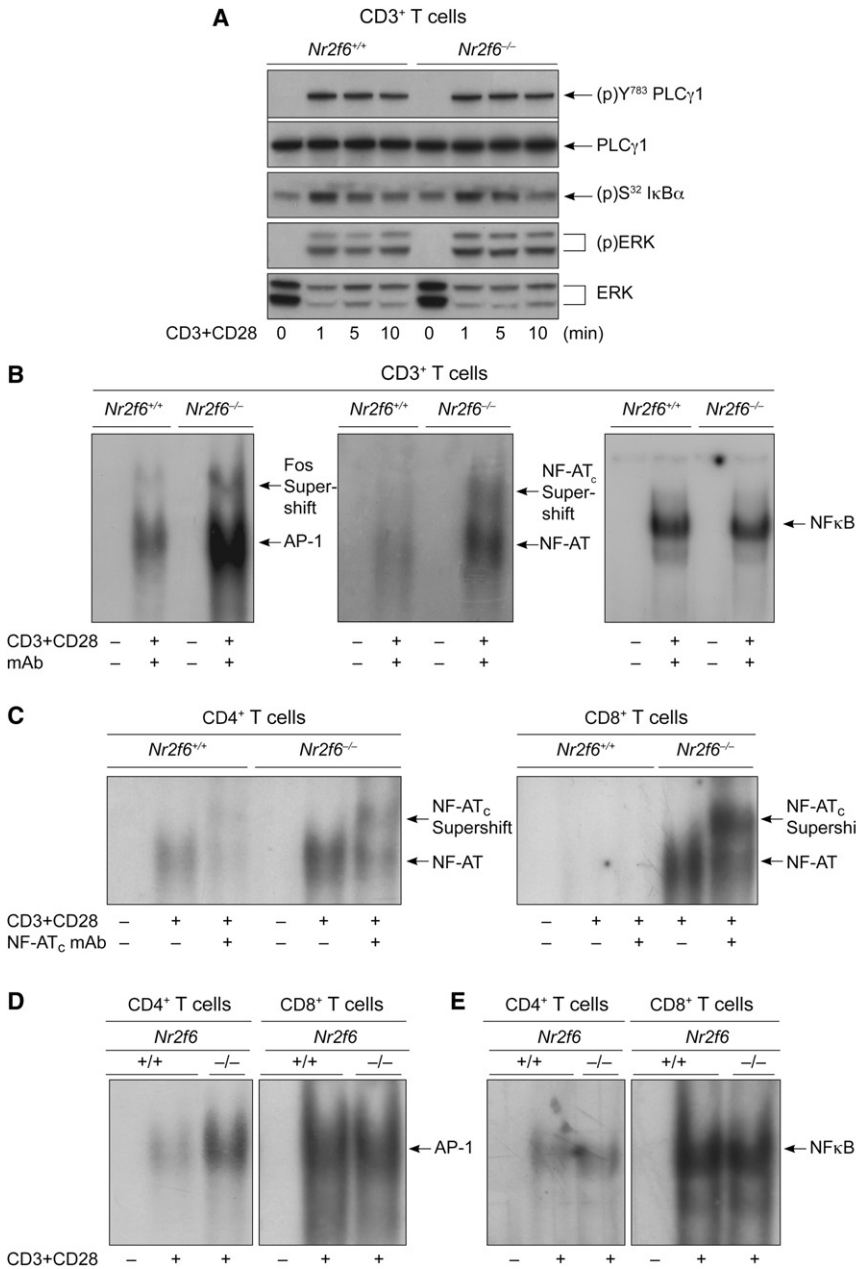 A
CD3⁺ T cells
Nr2f6⁺/⁺ Nr2f6⁻/⁻
(p)Y⁷⁸³ PLCγ1
PLCγ1
(p)S³² IκBα
(p)ERK
ERK
CD3+CD28 0 1 5 10 0 1 5 10 (min)
B
CD3⁺ T cells
Nr2f6⁺/⁺ Nr2f6⁻/⁻ Nr2f6⁺/⁺ Nr2f6⁻/⁻ Nr2f6⁺/⁺ Nr2f6⁻/⁻
Fos
Super-
shift
AP-1
NF-ATc
Super-
shift
NF-AT
NFκB
CD3+CD28 – + – + – + – + – + – +
mAb – + – + – + – + – + – +
C
CD4⁺ T cells CD8⁺ T cells
Nr2f6⁺/⁺ Nr2f6⁻/⁻ Nr2f6⁺/⁺ Nr2f6⁻/⁻
NF-ATc
Supershift
NF-AT
NF-ATc
Supershi
NF-AT
CD3+CD28 – + + – + + – + + + +
NF-ATc mAb – – + – – + – – + – +
D
CD4⁺ T cells CD8⁺ T cells
Nr2f6 Nr2f6
+/+ –/– +/+ –/–
AP-1
CD3+CD28 – + + – + +
E
CD4⁺ T cells CD8⁺ T cells
Nr2f6 Nr2f6
+/+ –/– +/+ –/–
NFκB
– + + – + +